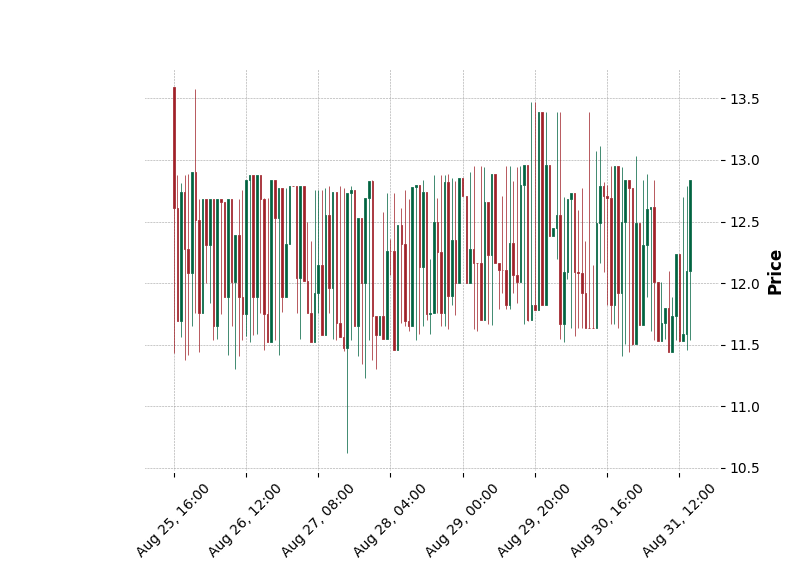 13.5
13.0
12.5
12.0
11.5
11.0
10.5
Price
Aug 25, 16:00
Aug 26, 12:00
Aug 27, 08:00
Aug 28, 04:00
Aug 29, 00:00
Aug 29, 20:00
Aug 30, 16:00
Aug 31, 12:00